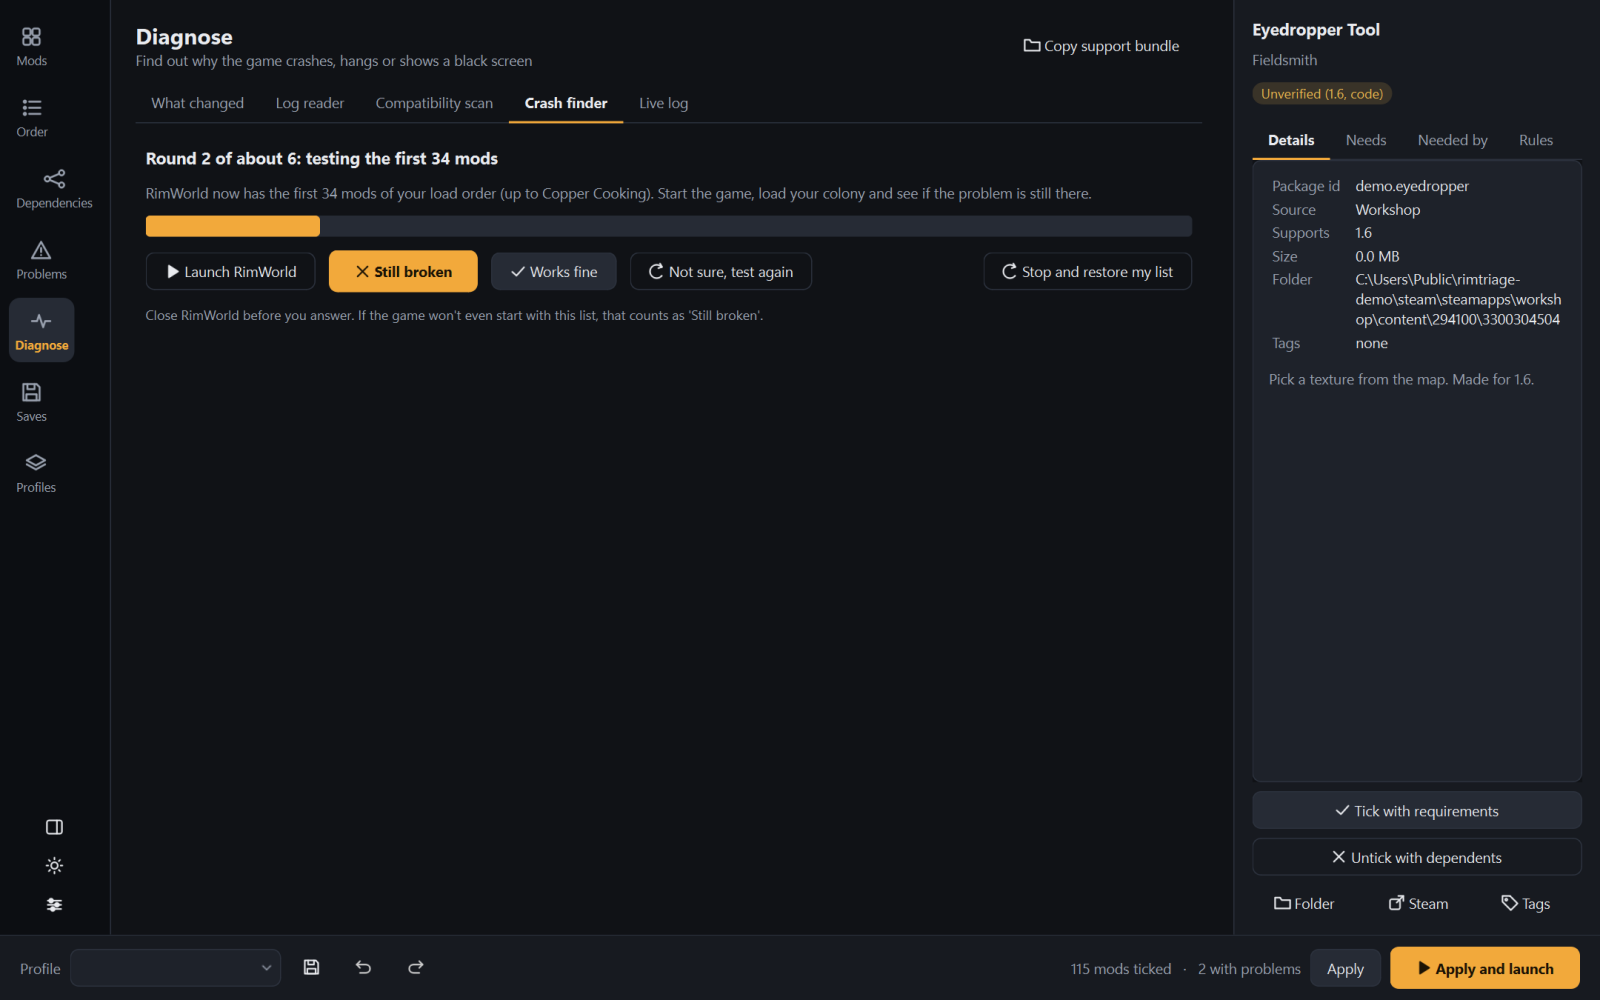 Mods
Order
Dependencies
Problems
Diagnose
Saves
Profiles
Diagnose
Find out why the game crashes, hangs or shows a black screen
Copy support bundle
What changed
Log reader
Compatibility scan
Crash finder
Live log
Round 2 of about 6: testing the first 34 mods
RimWorld now has the first 34 mods of your load order (up to Copper Cooking). Start the game, load your colony and see if the problem is still there.
Launch RimWorld
Still broken
Works fine
Not sure, test again
Stop and restore my list
Close RimWorld before you answer. If the game won't even start with this list, that counts as 'Still broken'.
Eyedropper Tool
Fieldsmith
Unverified (1.6, code)
Details
Needs
Needed by
Rules
Package id demo.eyedropper
Source Workshop
Supports 1.6
Size 0.0 MB
Folder C:\Users\Public\rimtriage-
demo\steam\steamapps\worksh
op\content\294100\3300304504
Tags none
Pick a texture from the map. Made for 1.6.
Tick with requirements
Untick with dependents
Folder
Steam
Tags
Profile
115 mods ticked · 2 with problems
Apply
Apply and launch